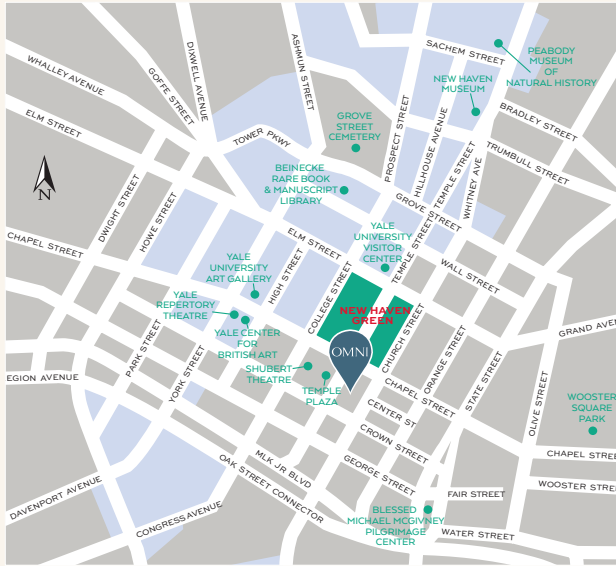 SACHEM STREET
PEABODY
MUSEUM
OF
NATURAL HISTORY
WHALLEY AVENUE
GOFFE STREET
DIXWELL AVENUE
ASHMUN STREET
NEW HAVEN
MUSEUM
BRADLEY STREET
ELM STREET
TOWER PKWY
GROVE
STREET
CEMETERY
PROSPECT STREET
HILLHOUSE AVENUE
TEMPLE STREET
WHITNEY AVE
TRUMBULL STREET
N
BEINECKE
RARE BOOK
& MANUSCRIPT
LIBRARY
GROVE STREET
DWIGHT STREET
HOWE STREET
CHAPEL STREET
ELM STREET
YALE
UNIVERSITY
VISITOR
CENTER
TEMPLE STREET
WALL STREET
YALE
UNIVERSITY
ART GALLERY
HIGH STREET
COLLEGE STREET
YALE
REPERTORY
THEATRE
NEW HAVEN
GREEN
YALE CENTER
FOR
BRITISH ART
OMNI
CHURCH STREET
ORANGE STREET
STATE STREET
GRAND AVEN
PARK STREET
YORK STREET
SHUBERT
THEATRE
TEMPLE
PLAZA
EGION AVENUE
CHAPEL STREET
OLIVE STREET
WOOSTER
SQUARE
PARK
CENTER ST
CROWN STREET
GEORGE STREET
CHAPEL STREE
MLK JR BLVD
OAK STREET CONNECTOR
WOOSTER STREE
FAIR STREET
DAVENPORT AVENUE
CONGRESS AVENUE
BLESSED
MICHAEL MCGIVNEY
PILGRIMAGE
CENTER
WATER STREET